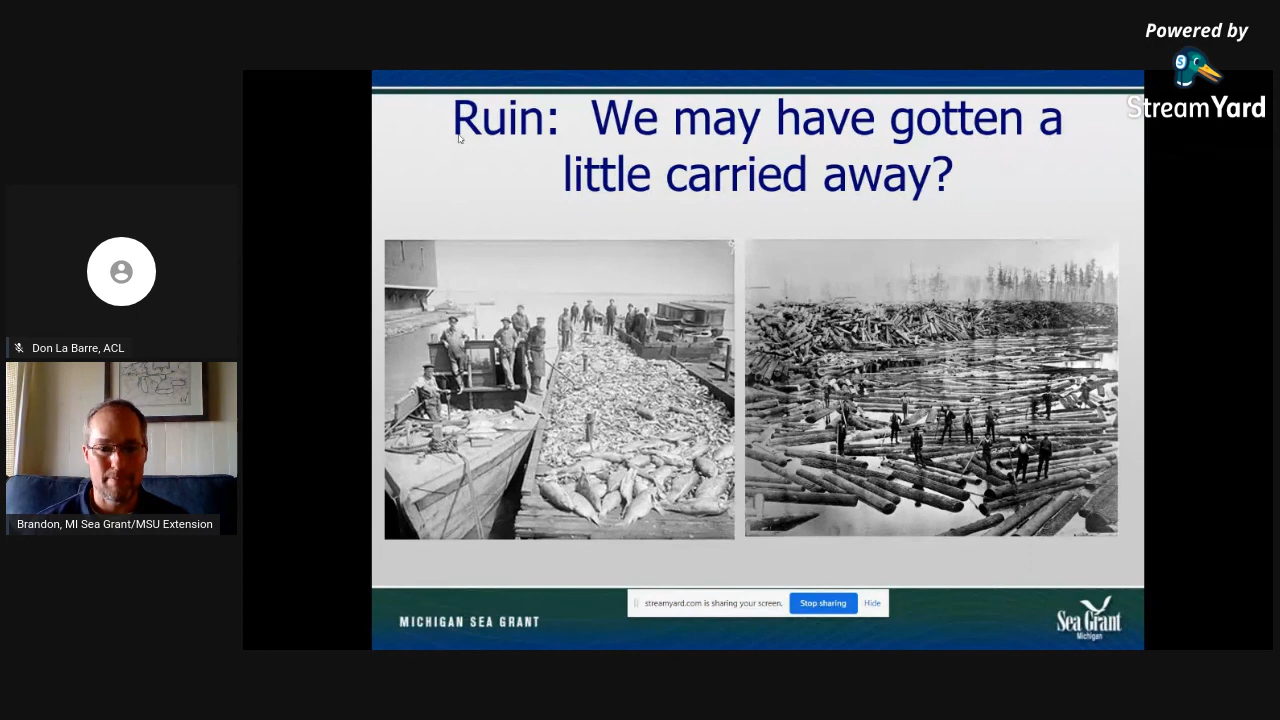 Powered by
StreamYard
Ruin: We may have gotten a
little carried away?
Don La Barre, ACL
Brandon, MI Sea Grant/MSU Extension
streamyard.com is sharing your screen.
Stop sharing
Hide
MICHIGAN SEA GRANT
Sea Grant
Michigan